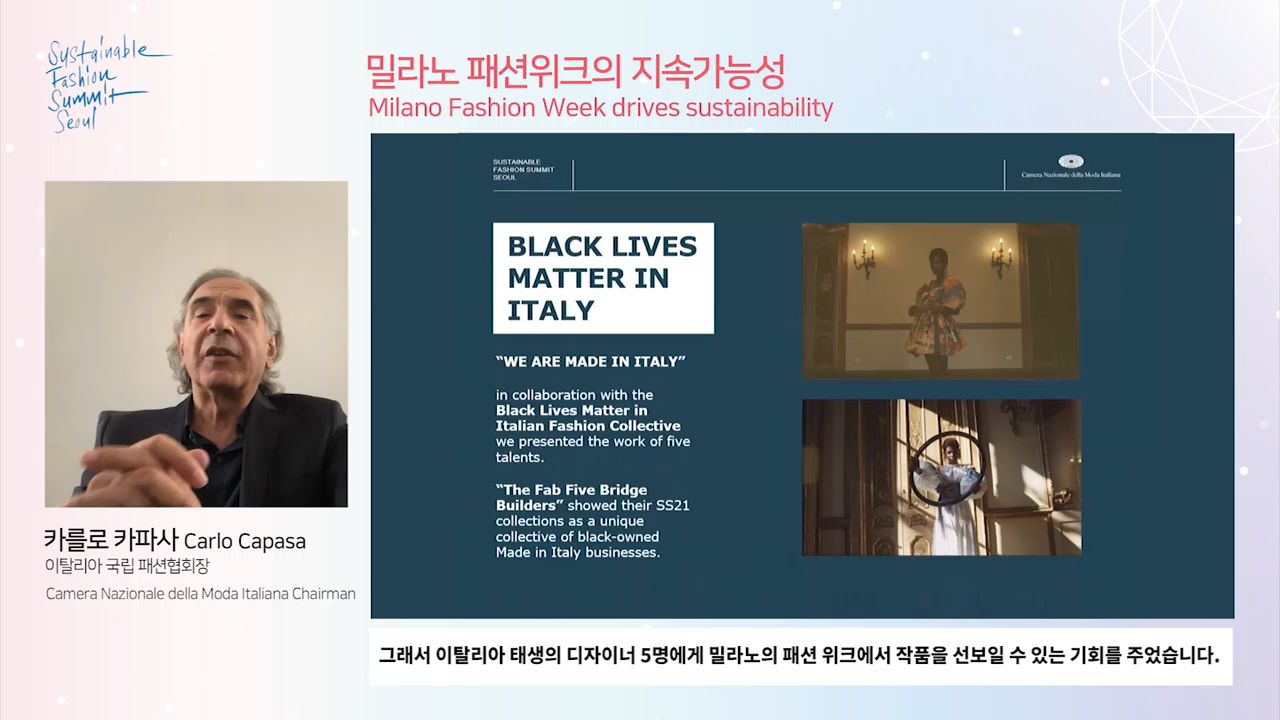 Sustainable
Fashion
Summit
Seoul
밀라노 패션위크의 지속가능성
Milano Fashion Week drives sustainability
SUSTAINABLE
FASHION SUMMIT
SEOUL
Camera Nazionale della Moda Italiana
BLACK LIVES
MATTER IN
ITALY
“WE ARE MADE IN ITALY”
in collaboration with the
Black Lives Matter in
Italian Fashion Collective
we presented the work of five
talents.
“The Fab Five Bridge
Builders” showed their SS21
collections as a unique
collective of black-owned
Made in Italy businesses.
카를로 카파사 Carlo Capasa
이탈리아 국립 패션협회장
Camera Nazionale della Moda Italiana Chairman
그래서 이탈리아 태생의 디자이너 5명에게 밀라노의 패션 위크에서 작품을 선보일 수 있는 기회를 주었습니다.